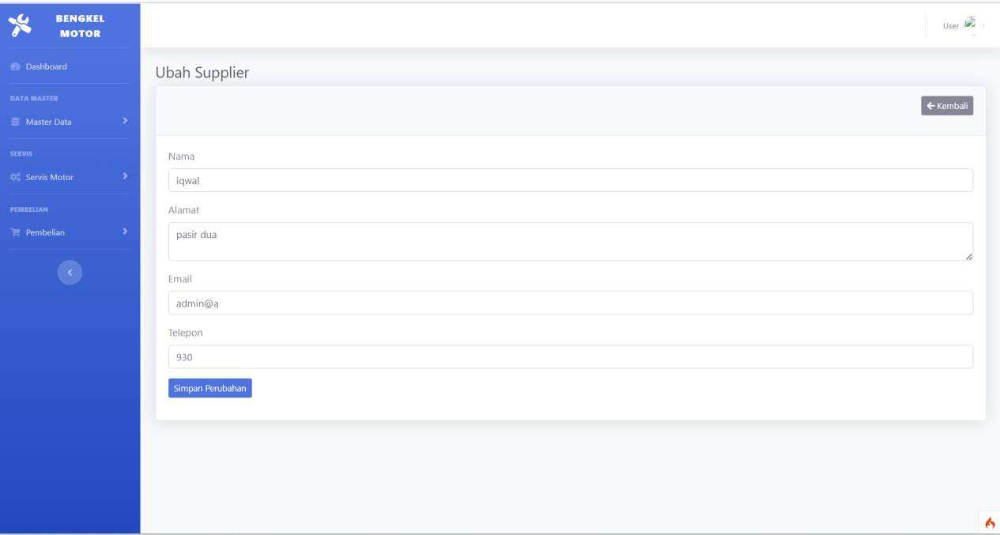 BENGKEL
MOTOR
User
Dashboard
DATA MASTER
Master Data
SERVIS
Servis Motor
PEMBELIAN
Pembelian
Ubah Supplier
Kembali
Nama
iqwal
Alamat
pasir dua
Email
admin@a
Telepon
930
Simpan Perubahan